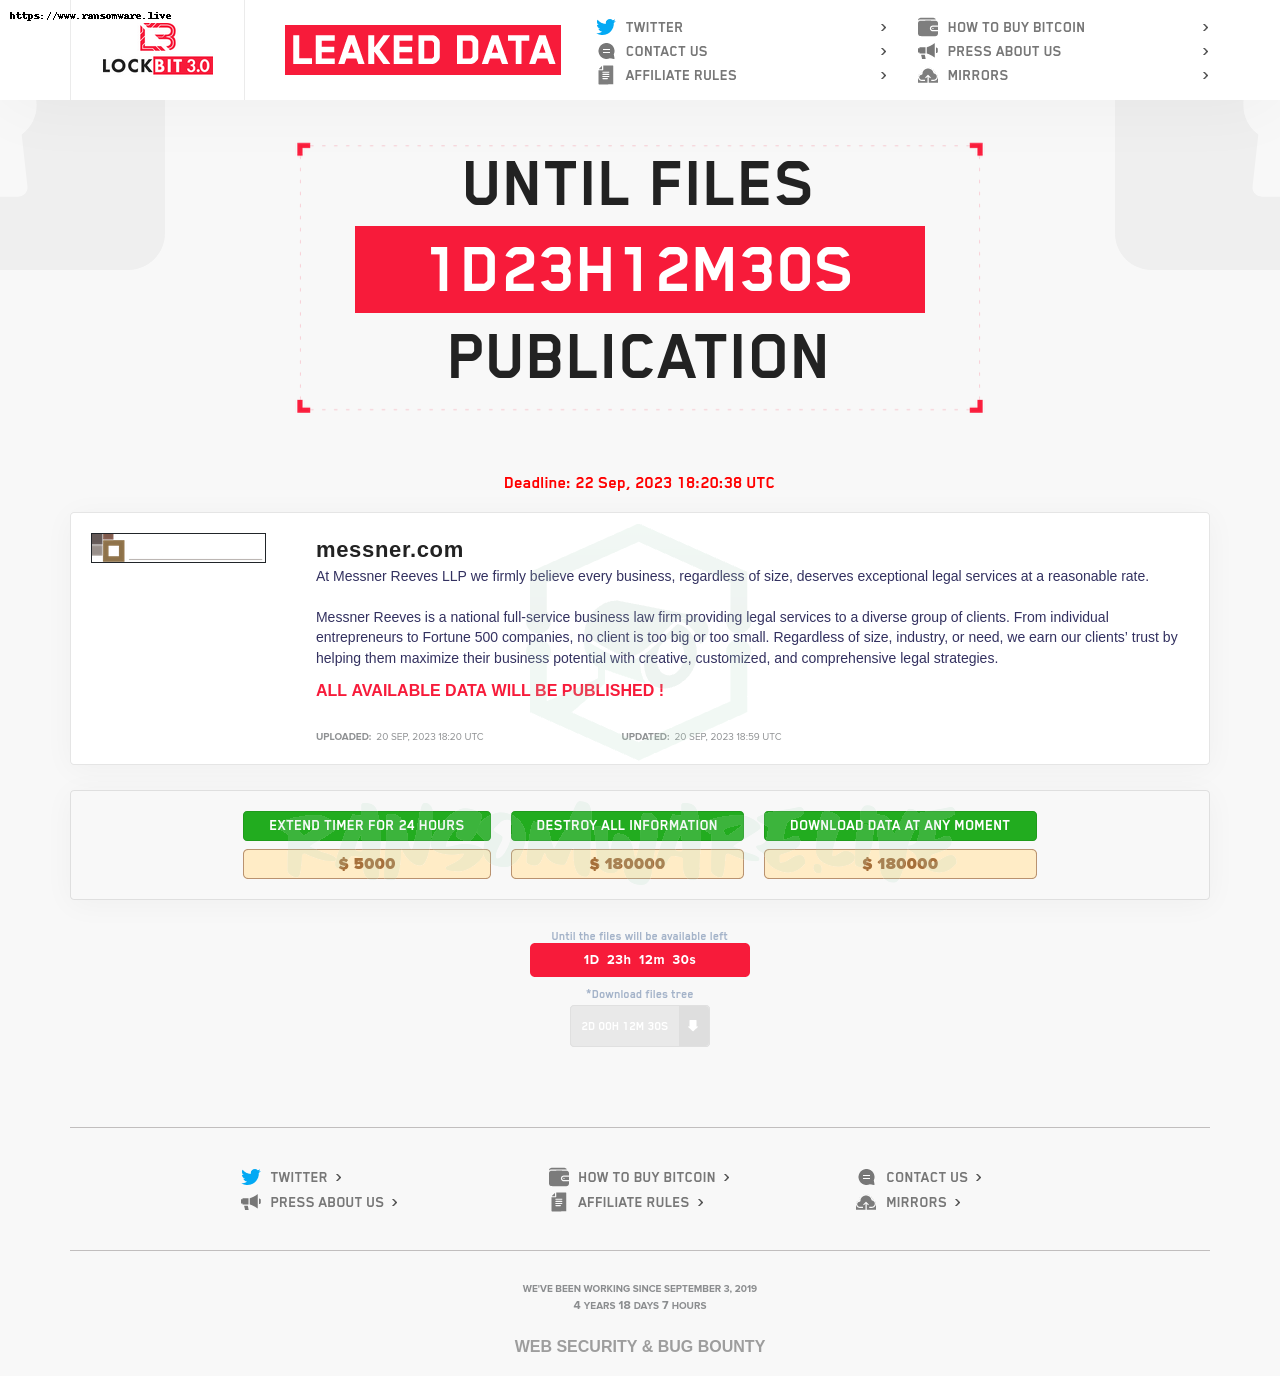 https://www.ransomware.live
LOCKBIT 3.0
LEAKED DATA
TWITTER
CONTACT US
AFFILIATE RULES
HOW TO BUY BITCOIN
PRESS ABOUT US
MIRRORS
UNTIL FILES
1D23H12M30S
PUBLICATION
Deadline: 22 Sep, 2023 18:20:38 UTC
messner.com
At Messner Reeves LLP we firmly believe every business, regardless of size, deserves exceptional legal services at a reasonable rate.
Messner Reeves is a national full-service business law firm providing legal services to a diverse group of clients. From individual
entrepreneurs to Fortune 500 companies, no client is too big or too small. Regardless of size, industry, or need, we earn our clients' trust by
helping them maximize their business potential with creative, customized, and comprehensive legal strategies.
ALL AVAILABLE DATA WILL BE PUBLISHED !
UPLOADED: 20 SEP, 2023 18:20 UTC
UPDATED: 20 SEP, 2023 18:59 UTC
RANSOMWARE.LIVE
EXTEND TIMER FOR 24 HOURS
DESTROY ALL INFORMATION
DOWNLOAD DATA AT ANY MOMENT
$ 5000
$ 180000
$ 180000
Until the files will be available left
1D 23h 12m 30s
*Download files tree
2D 00H 12M 30S
TWITTER
HOW TO BUY BITCOIN
CONTACT US
PRESS ABOUT US
AFFILIATE RULES
MIRRORS
WE'VE BEEN WORKING SINCE SEPTEMBER 3, 2019
4 YEARS 18 DAYS 7 HOURS
WEB SECURITY & BUG BOUNTY